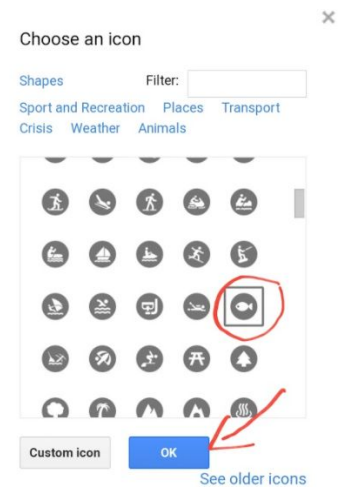 Choose an icon
Shapes Filter:
Sport and Recreation Places Transport
Crisis Weather Animals
Custom icon OK
See older icons